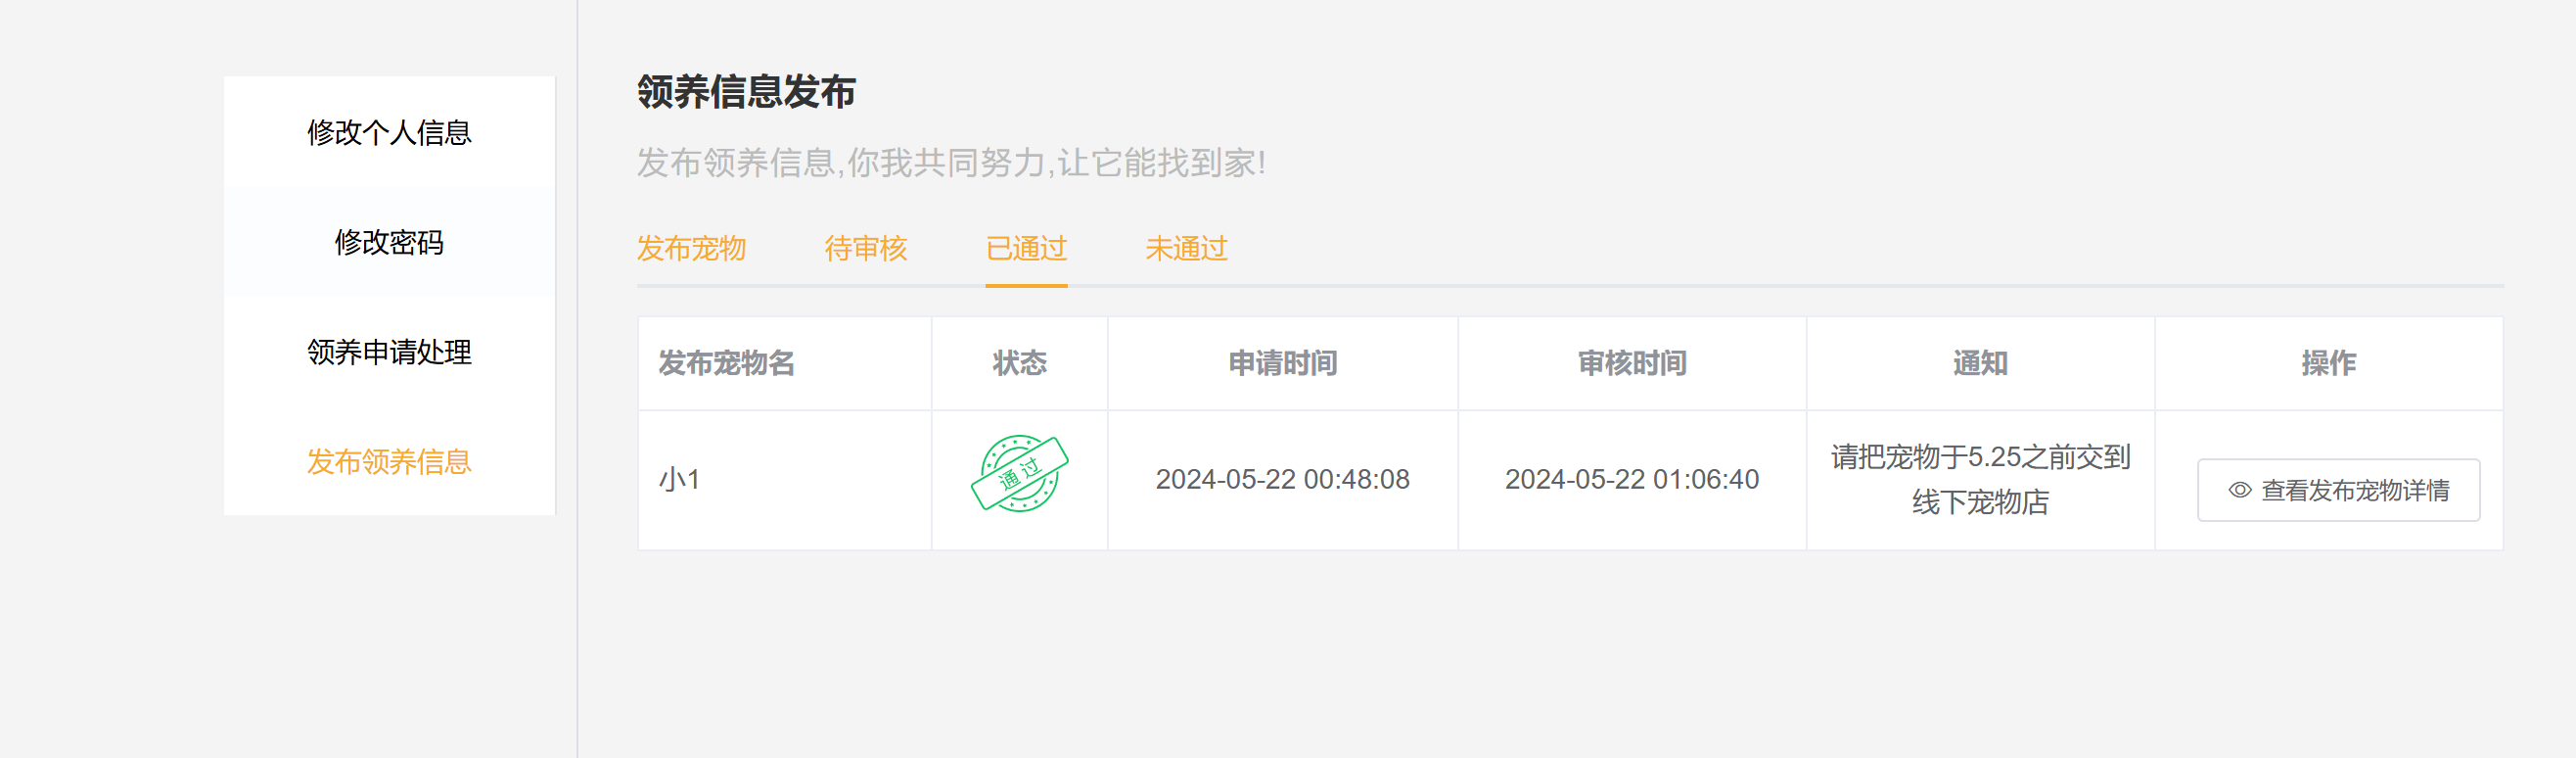 修改个人信息
修改密码
领养申请处理
发布领养信息
领养信息发布
发布领养信息,你我共同努力,让它能找到家!
发布宠物 待审核 已通过 未通过
发布宠物名 状态 申请时间 审核时间 通知 操作
小1 通过 2024-05-22 00:48:08 2024-05-22 01:06:40 请把宠物于5.25之前交到
线下宠物店 查看发布宠物详情